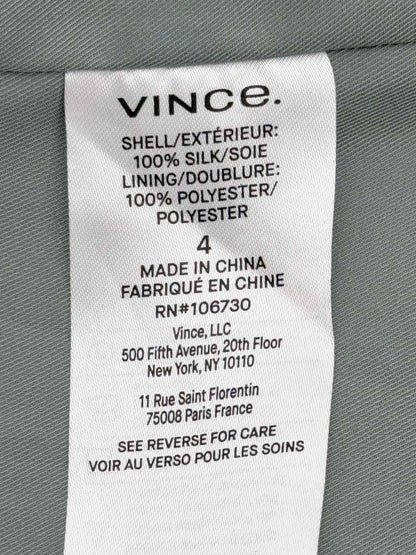 VINCE.
SHELL/EXTÉRIEUR:
100% SILK/SOIE
LINING/DOUBLURE:
100% POLYESTER/
POLYESTER
4
MADE IN CHINA
FABRIQUÉ EN CHINE
RN#106730
Vince, LLC
500 Fifth Avenue, 20th Floor
New York, NY 10110
11 Rue Saint Florentin
75008 Paris France
SEE REVERSE FOR CARE
VOIR AU VERSO POUR LES SOINS